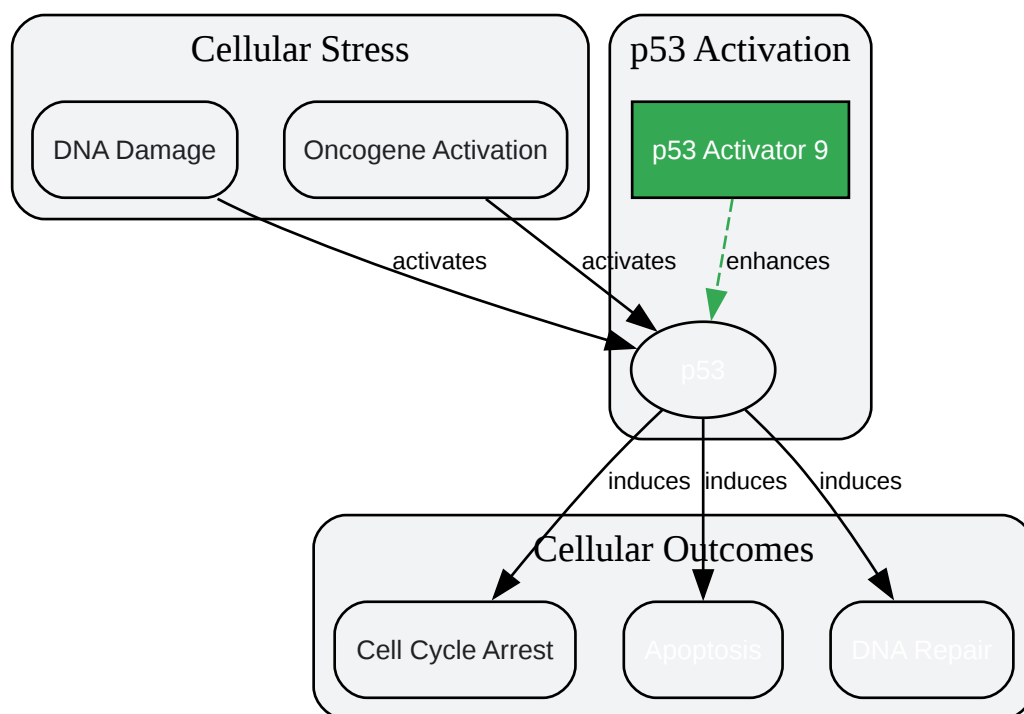 Cellular Stress
p53 Activation
DNA Damage
Oncogene Activation
p53 Activator 9
activates
activates
enhances
p53
induces
induces
induces
Cellular Outcomes
Cell Cycle Arrest
Apoptosis
DNA Repair